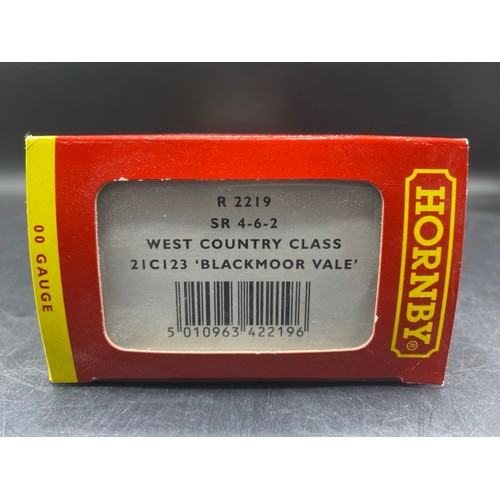 00 GAUGE
R 2219
SR 4-6-2
WEST COUNTRY CLASS
21C123 ‘BLACKMOOR VALE’
5 010963 422196
HORNBY®